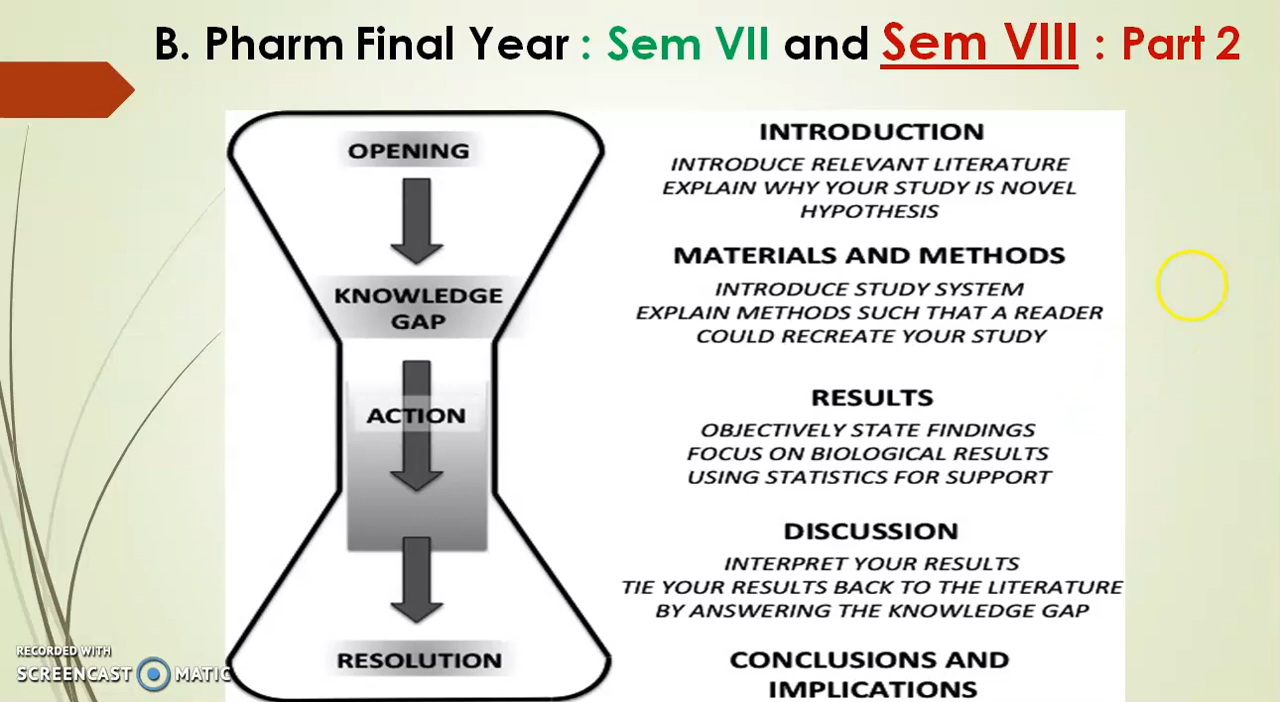 B. Pharm Final Year : Sem VII and Sem VIII : Part 2
OPENING
KNOWLEDGE
GAP
ACTION
RESOLUTION
INTRODUCTION
INTRODUCE RELEVANT LITERATURE
EXPLAIN WHY YOUR STUDY IS NOVEL
HYPOTHESIS
MATERIALS AND METHODS
INTRODUCE STUDY SYSTEM
EXPLAIN METHODS SUCH THAT A READER
COULD RECREATE YOUR STUDY
RESULTS
OBJECTIVELY STATE FINDINGS
FOCUS ON BIOLOGICAL RESULTS
USING STATISTICS FOR SUPPORT
DISCUSSION
INTERPRET YOUR RESULTS
TIE YOUR RESULTS BACK TO THE LITERATURE
BY ANSWERING THE KNOWLEDGE GAP
CONCLUSIONS AND
IMPLICATIONS
RECORDED WITH
SCREENCAST MATIC